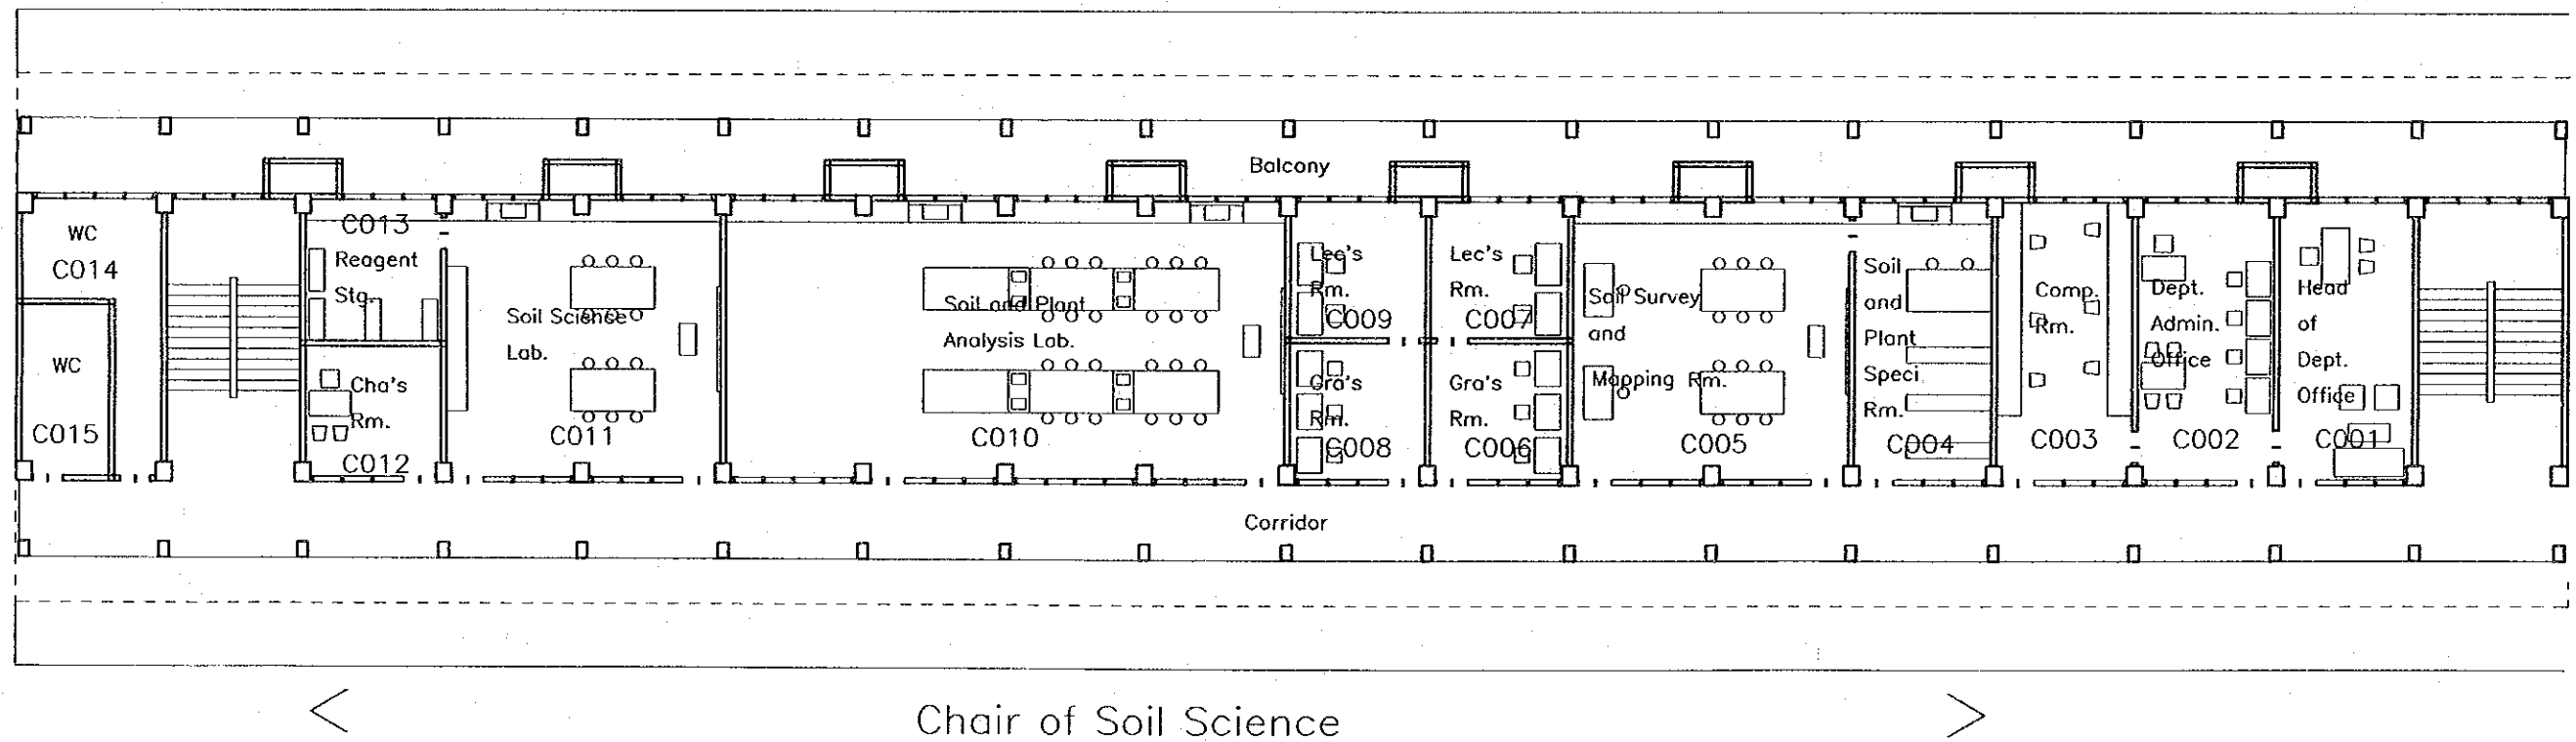 Balcony
WC
C014
WC
C015
C013
Reagent
Stg.
Cha's
Rm.
C012
Soil Science
Lab.
C011
Soil and Plant
Analysis Lab.
C010
Lec's
Rm.
C009
Gra's
Rm.
C008
Lec's
Rm.
C007
Gra's
Rm.
C006
Soil Survey
and
Mapping Rm.
C005
Soil
and
Plant
Speci
Rm.
C004
Comp.
Rm.
C003
Dept.
Admin.
Office
C002
Head
of
Dept.
Office
C001
Corridor
< Chair of Soil Science >